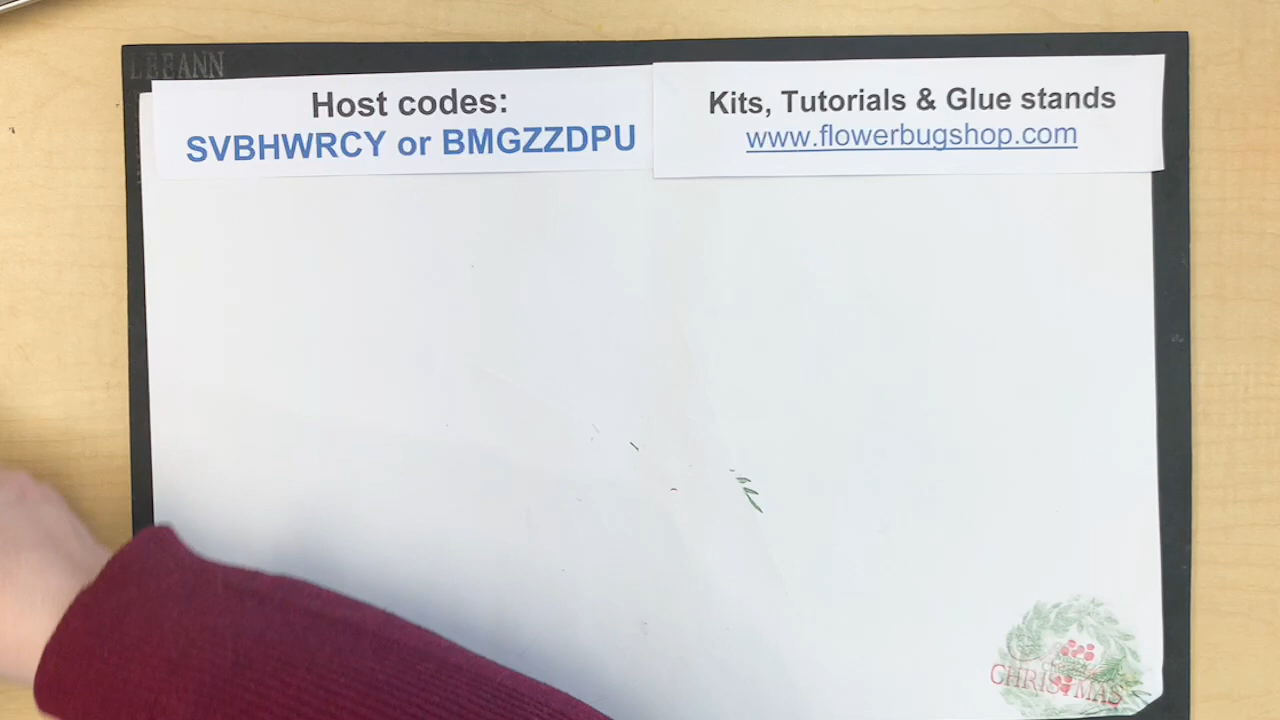 LEEANN
Host codes:
SVBHWRCY or BMGZZDPU
Kits, Tutorials & Glue stands
www.flowerbugshop.com
CHRISTMAS